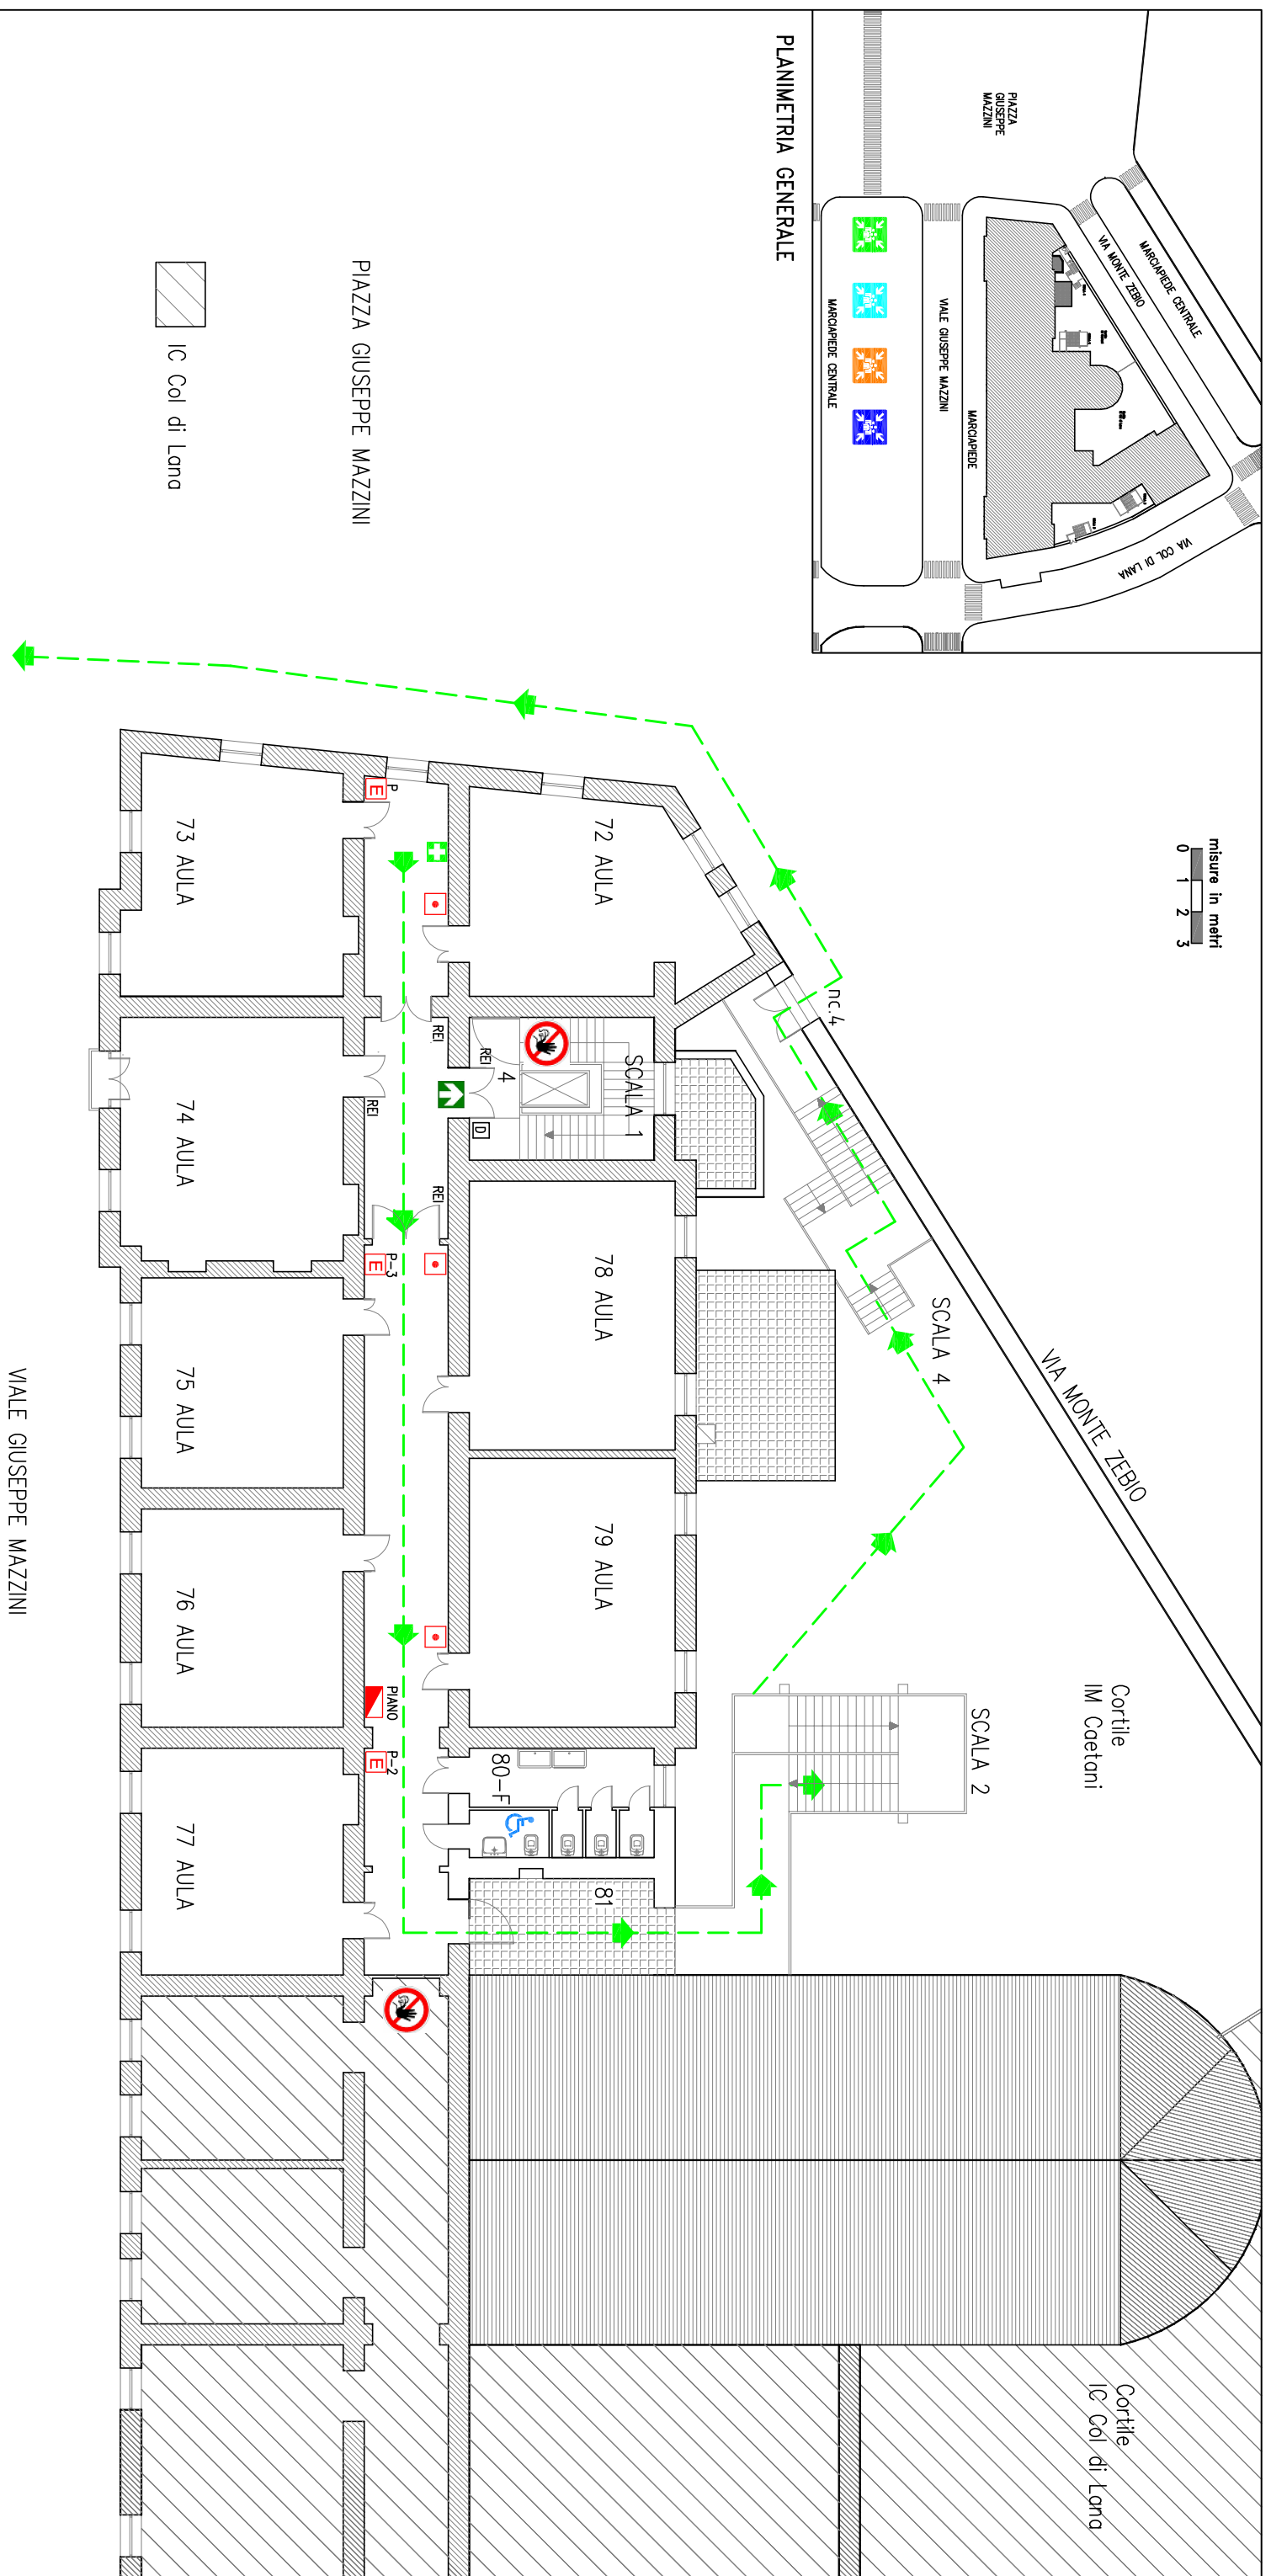 PLANIMETRIA GENERALE
PIAZZA
GIUSEPPE
MAZZINI
MARCIAPIEDE CENTRALE
VIA MONTE ZEBIO
VIA COL DI LANA
MARCIAPIEDE
VIALE GIUSEPPE MAZZINI
MARCIAPIEDE CENTRALE
misure in metri
0 1 2 3
PIAZZA GIUSEPPE MAZZINI
IC Col di Lana
VIA MONTE ZEBIO
nc.4
SCALA 4
Cortile
IM Caetani
SCALA 2
Cortile
IC Col di Lana
72 AULA
SCALA 1
4
REI
D
78 AULA
79 AULA
80-F
81
P
E
REI
REI
REI
P-3
E
PIANO
P-2
E
73 AULA
74 AULA
75 AULA
76 AULA
77 AULA
VIALE GIUSEPPE MAZZINI